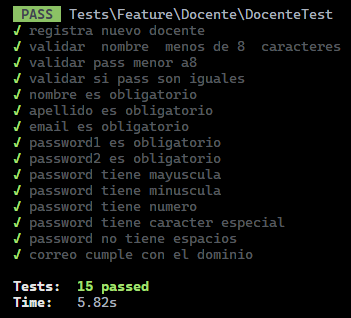 PASS Tests\Feature\Docente\DocenteTest
✓ registra nuevo docente
✓ validar nombre menos de 8 caracteres
✓ validar pass menor a8
✓ validar si pass son iguales
✓ nombre es obligatorio
✓ apellido es obligatorio
✓ email es obligatorio
✓ password1 es obligatorio
✓ password2 es obligatorio
✓ password tiene mayuscula
✓ password tiene minuscula
✓ password tiene numero
✓ password tiene caracter especial
✓ password no tiene espacios
✓ correo cumple con el dominio
Tests: 15 passed
Time: 5.82s